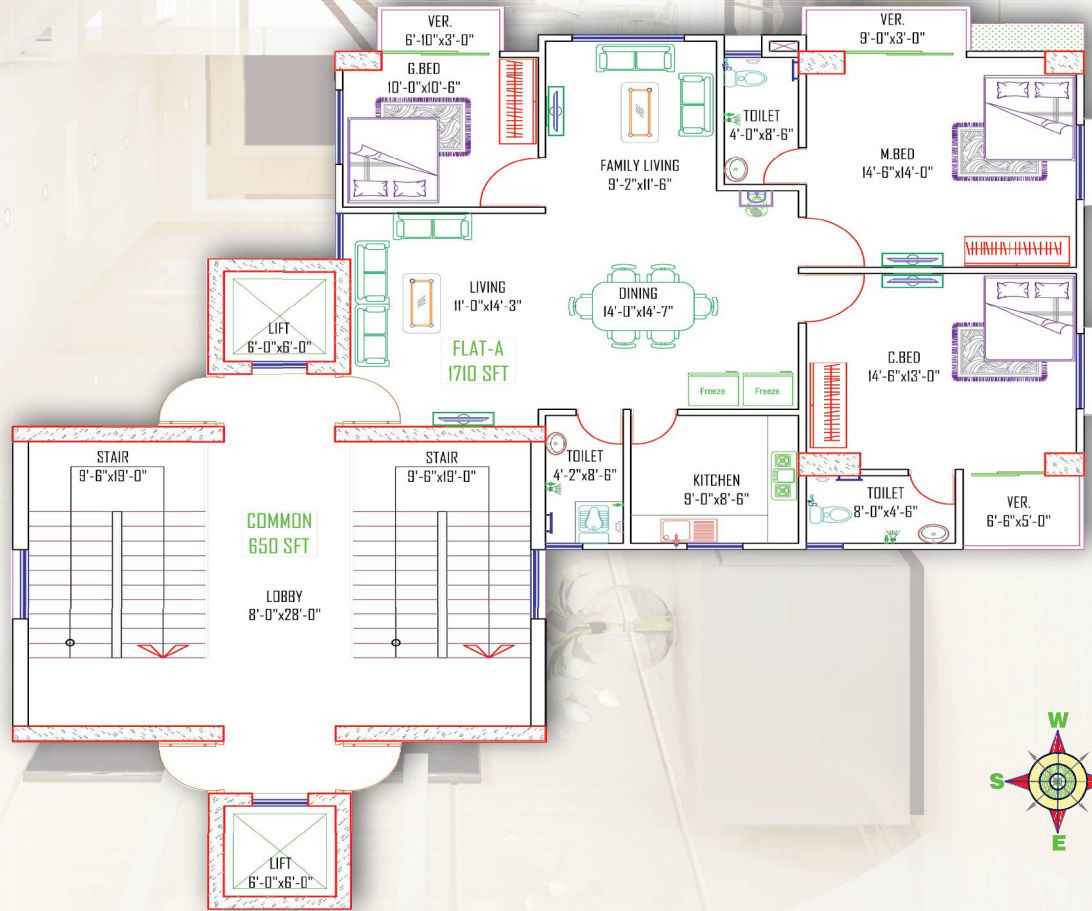 VER.
6'-10"x3'-0"
VER.
9'-0"x3'-0"
G.BED
10'-0"x10'-6"
TOILET
4'-0"x8'-6"
FAMILY LIVING
9'-2"x11'-6"
M.BED
14'-6"x14'-0"
LIVING
11'-0"x14'-3"
DINING
14'-0"x14'-7"
LIFT
6'-0"x6'-0"
FLAT-A
1710 SFT
C.BED
14'-6"x13'-0"
Freeze
Freeze
STAIR
9'-6"x19'-0"
STAIR
9'-6"x19'-0"
TOILET
4'-2"x8'-6"
KITCHEN
9'-0"x8'-6"
TOILET
8'-0"x4'-6"
VER.
6'-6"x5'-0"
COMMON
650 SFT
LOBBY
8'-0"x28'-0"
W
S
E
LIFT
6'-0"x6'-0"